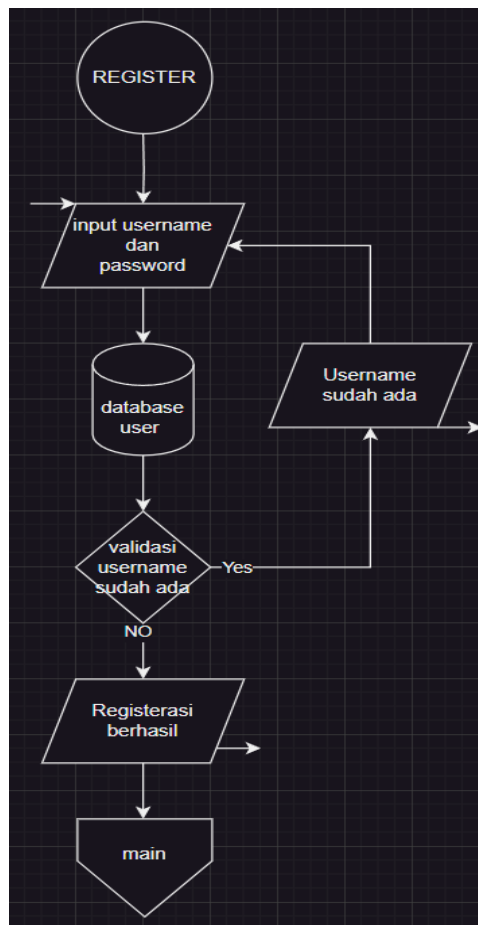 REGISTER
input username
dan
password
database
user
Username
sudah ada
validasi
username
sudah ada
Yes
NO
Registerasi
berhasil
main